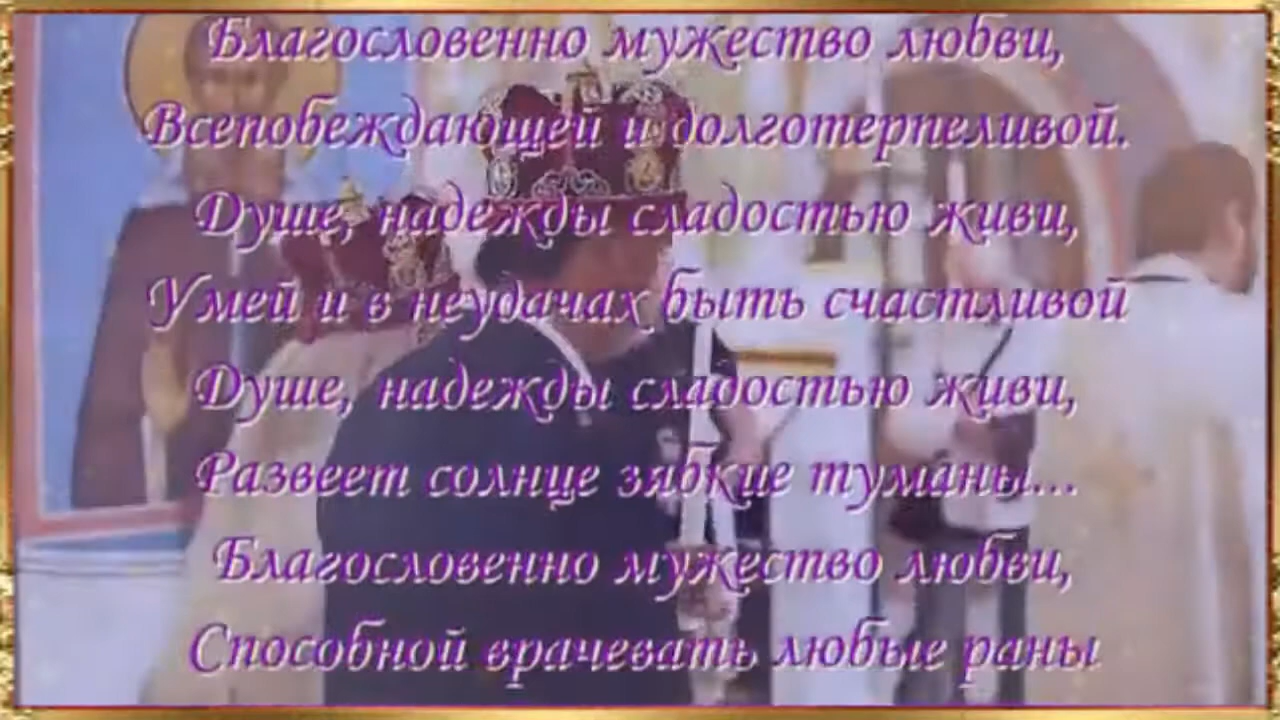 Благословенно мужество любви,
Всепобеждающей и долготерпеливой.
Душе, надежды сладостью живи,
Умей и в неудачах быть счастливой
Душе, надежды сладостью живи,
Развеет солнце зябкие туманы...
Благословенно мужество любви,
Способной врачевать любые раны